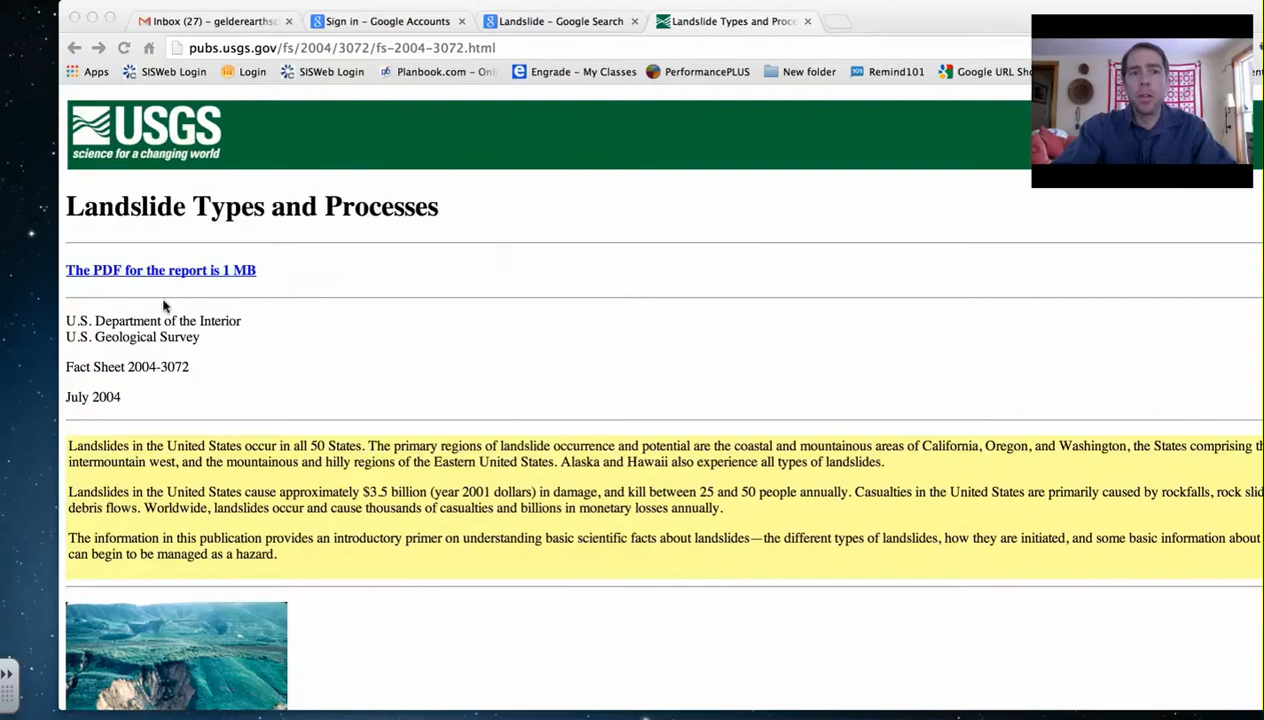 Inbox (27) - gelderearths
Sign in - Google Accounts
Landslide - Google Search
Landslide Types and Proce
pubs.usgs.gov/fs/2004/3072/fs-2004-3072.html
Apps
SISWeb Login
Login
SISWeb Login
Planbook.com - Onl
Engrade - My Classes
PerformancePLUS
New folder
Remind101
Google URL Sho
USGS
science for a changing world
Landslide Types and Processes
The PDF for the report is 1 MB
U.S. Department of the Interior
U.S. Geological Survey
Fact Sheet 2004-3072
July 2004
Landslides in the United States occur in all 50 States. The primary regions of landslide occurrence and potential are the coastal and mountainous areas of California, Oregon, and Washington, the States comprising th
intermountain west, and the mountainous and hilly regions of the Eastern United States. Alaska and Hawaii also experience all types of landslides.
Landslides in the United States cause approximately $3.5 billion (year 2001 dollars) in damage, and kill between 25 and 50 people annually. Casualties in the United States are primarily caused by rockfalls, rock slid
debris flows. Worldwide, landslides occur and cause thousands of casualties and billions in monetary losses annually.
The information in this publication provides an introductory primer on understanding basic scientific facts about landslides—the different types of landslides, how they are initiated, and some basic information about
can begin to be managed as a hazard.